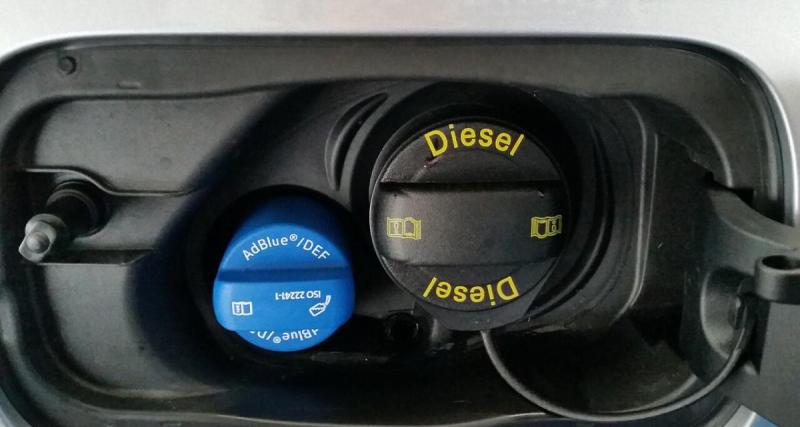 Diesel
AdBlue®/DEF
ISO 22241-1
Diesel